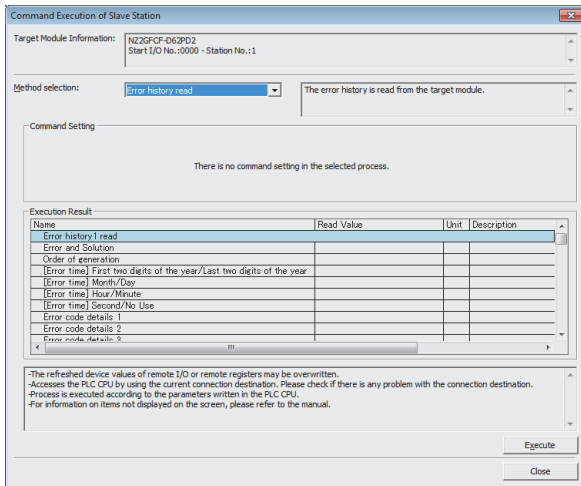 Command Execution of Slave Station
Target Module Information:
NZ2GFCF-D62PD2
Start I/O No.:0000 - Station No.:1
Method selection:
Error history read
The error history is read from the target module.
Command Setting
There is no command setting in the selected process.
Execution Result
Name Read Value Unit Description
Error history1 read
Error and Solution
Order of generation
[Error time] First two digits of the year/Last two digits of the year
[Error time] Month/Day
[Error time] Hour/Minute
[Error time] Second/No Use
Error code details 1
Error code details 2
Error code details 3
-The refreshed device values of remote I/O or remote registers may be overwritten.
-Accesses the PLC CPU by using the current connection destination. Please check if there is any problem with the connection destination.
-Process is executed according to the parameters written in the PLC CPU.
-For information on items not displayed on the screen, please refer to the manual.
Execute
Close